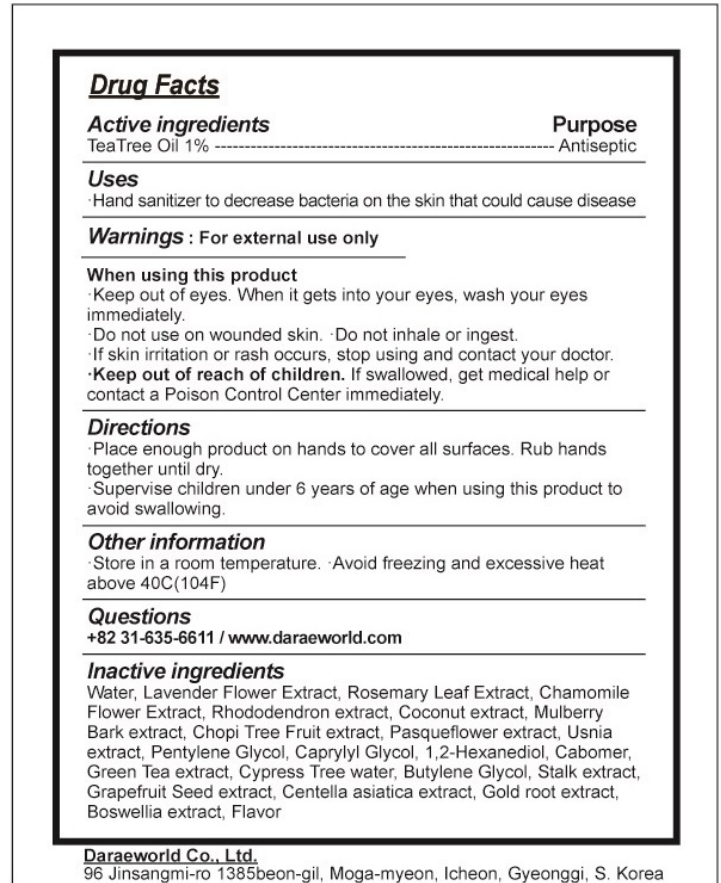 Drug Facts
Active ingredients Purpose
TeaTree Oil 1% --------------------------------------------------------- Antiseptic
Uses
·Hand sanitizer to decrease bacteria on the skin that could cause disease
Warnings : For external use only
When using this product
·Keep out of eyes. When it gets into your eyes, wash your eyes
immediately.
·Do not use on wounded skin. ·Do not inhale or ingest.
·If skin irritation or rash occurs, stop using and contact your doctor.
·Keep out of reach of children. If swallowed, get medical help or
contact a Poison Control Center immediately.
Directions
·Place enough product on hands to cover all surfaces. Rub hands
together until dry.
·Supervise children under 6 years of age when using this product to
avoid swallowing.
Other information
·Store in a room temperature. ·Avoid freezing and excessive heat
above 40C(104F)
Questions
+82 31-635-6611 / www.daraeworld.com
Inactive ingredients
Water, Lavender Flower Extract, Rosemary Leaf Extract, Chamomile
Flower Extract, Rhododendron extract, Coconut extract, Mulberry
Bark extract, Chopi Tree Fruit extract, Pasqueflower extract, Usnia
extract, Pentylene Glycol, Caprylyl Glycol, 1,2-Hexanediol, Cabomer,
Green Tea extract, Cypress Tree water, Butylene Glycol, Stalk extract,
Grapefruit Seed extract, Centella asiatica extract, Gold root extract,
Boswellia extract, Flavor
Daraeworld Co., Ltd.
96 Jinsangmi-ro 1385beon-gil, Moga-myeon, Icheon, Gyeonggi, S. Korea